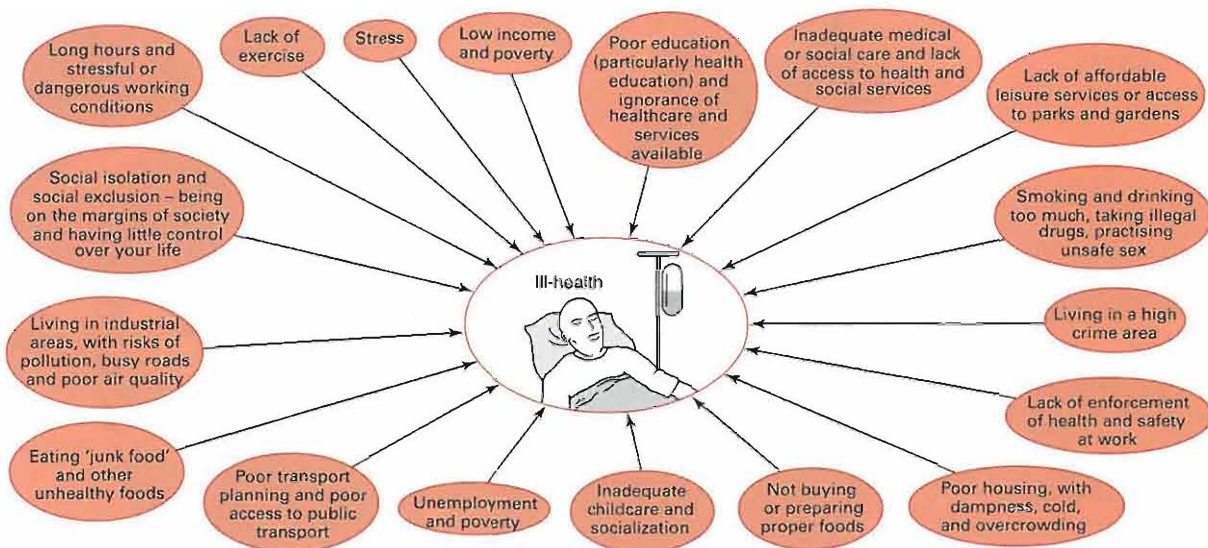 Long hours and
stressful or
dangerous working
conditions
Lack of
exercise
Stress
Low income
and poverty
Poor education
(particularly health
education) and
ignorance of
healthcare and
services
available
Inadequate medical
or social care and lack
of access to health and
social services
Lack of affordable
leisure services or access
to parks and gardens
Social isolation and
social exclusion – being
on the margins of society
and having little control
over your life
Smoking and drinking
too much, taking illegal
drugs, practising
unsafe sex
Ill-health
Living in industrial
areas, with risks of
pollution, busy roads
and poor air quality
Living in a high
crime area
Lack of enforcement
of health and safety
at work
Eating 'junk food'
and other
unhealthy foods
Poor transport
planning and poor
access to public
transport
Unemployment
and poverty
Inadequate
childcare and
socialization
Not buying
or preparing
proper foods
Poor housing, with
dampness, cold,
and overcrowding